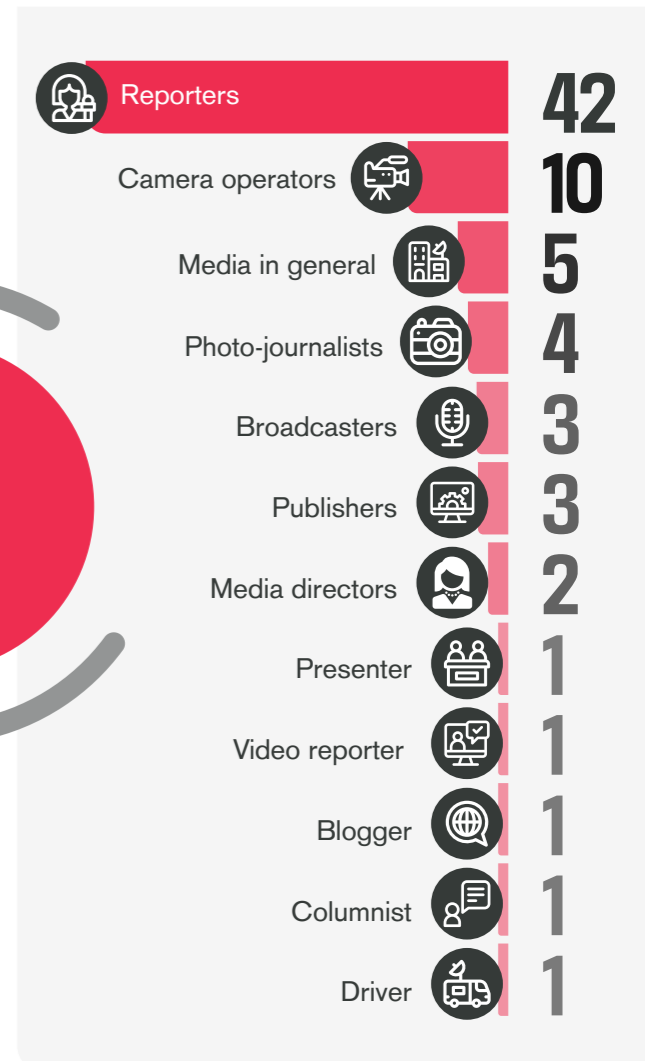 Reporters 42
Camera operators 10
Media in general 5
Photo-journalists 4
Broadcasters 3
Publishers 3
Media directors 2
Presenter 1
Video reporter 1
Blogger 1
Columnist 1
Driver 1